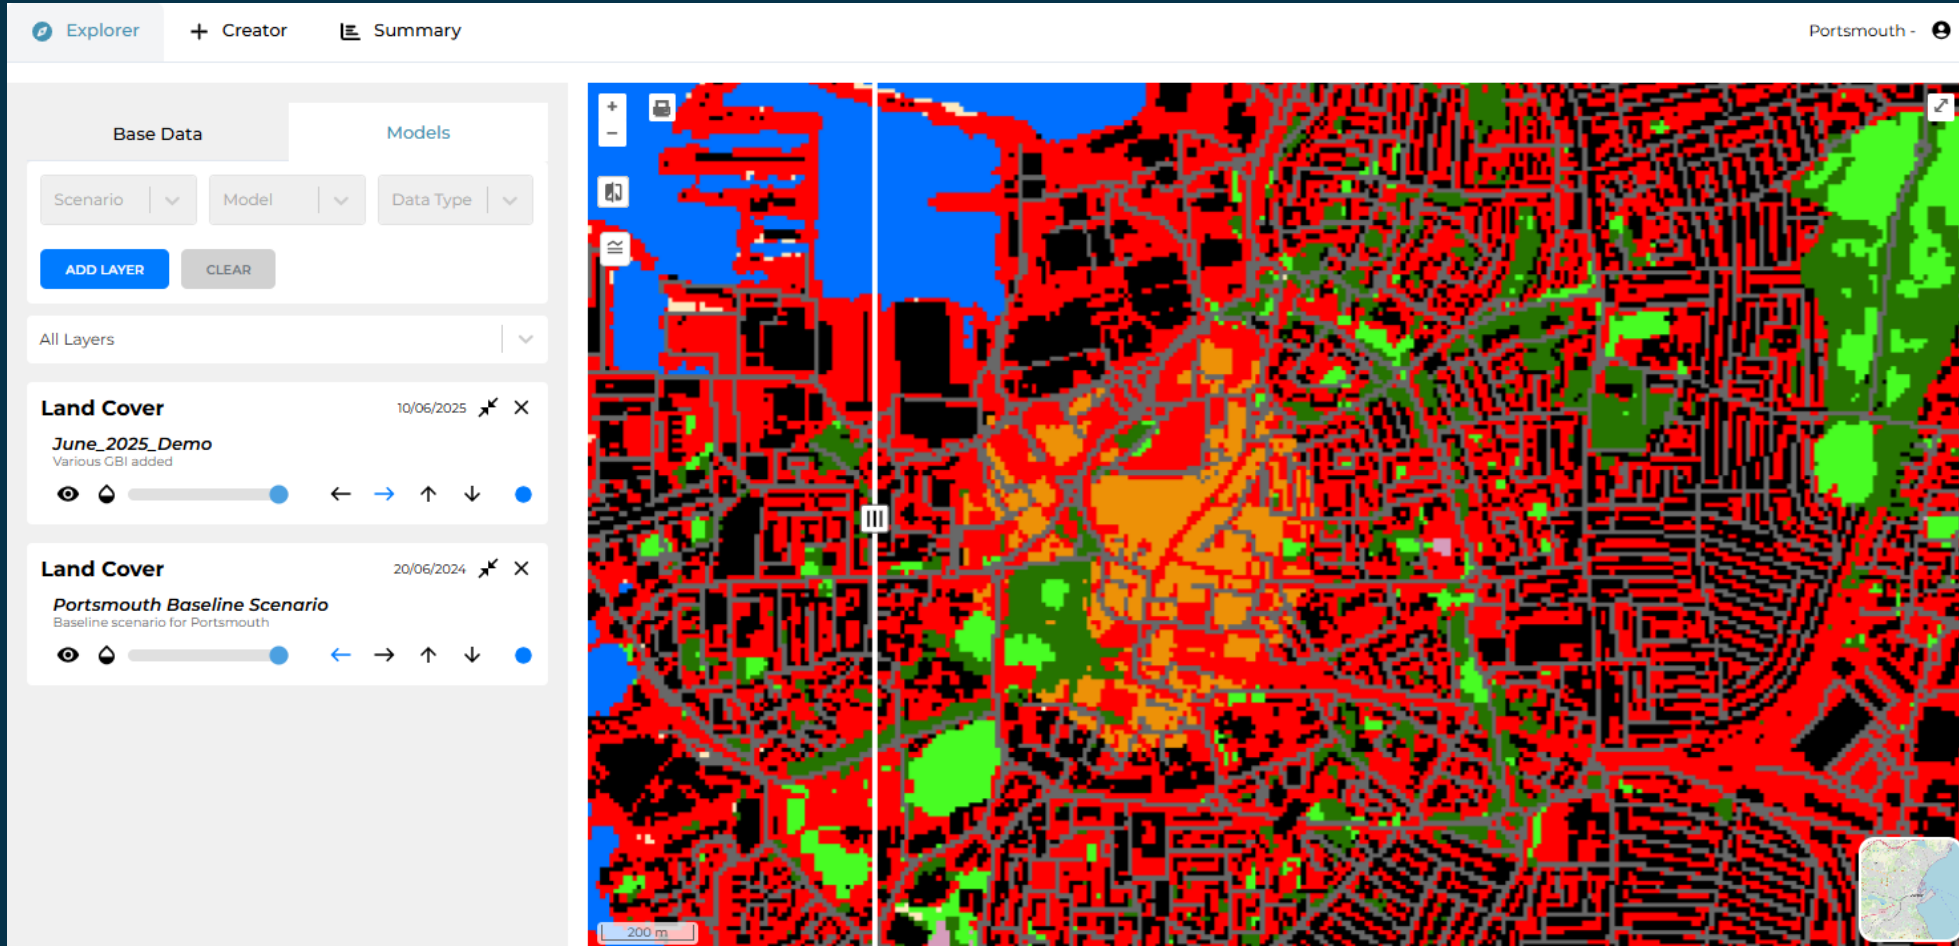 Explorer
Creator
Summary
Portsmouth -
Base Data
Models
Scenario
Model
Data Type
ADD LAYER
CLEAR
All Layers
Land Cover
10/06/2025
June_2025_Demo
Various GBI added
Land Cover
20/06/2024
Portsmouth Baseline Scenario
Baseline scenario for Portsmouth
+
−
200 m